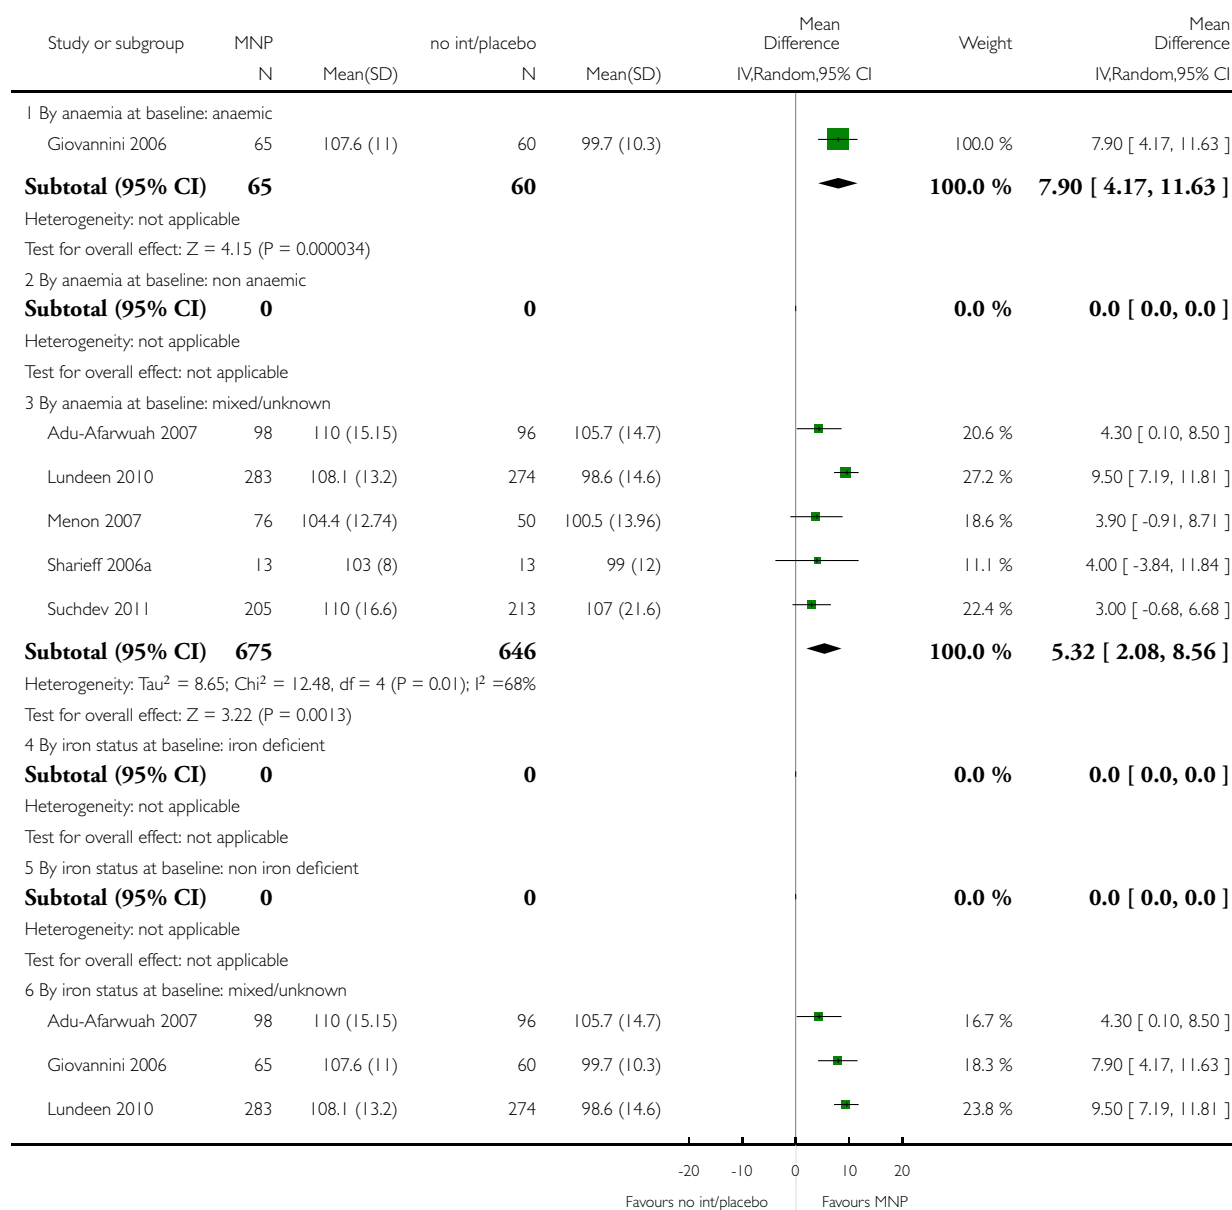 Study or subgroup MNP no int/placebo Mean Difference Weight Mean Difference
N Mean(SD) N Mean(SD) IV,Random,95% CI IV,Random,95% CI
1 By anaemia at baseline: anaemic
Giovannini 2006 65 107.6 (11) 60 99.7 (10.3) 100.0 % 7.90 [ 4.17, 11.63 ]
Subtotal (95% CI) 65 60 100.0 % 7.90 [ 4.17, 11.63 ]
Heterogeneity: not applicable
Test for overall effect: Z = 4.15 (P = 0.000034)
2 By anaemia at baseline: non anaemic
Subtotal (95% CI) 0 0 0.0 % 0.0 [ 0.0, 0.0 ]
Heterogeneity: not applicable
Test for overall effect: not applicable
3 By anaemia at baseline: mixed/unknown
Adu-Afarwuah 2007 98 110 (15.15) 96 105.7 (14.7) 20.6 % 4.30 [ 0.10, 8.50 ]
Lundeen 2010 283 108.1 (13.2) 274 98.6 (14.6) 27.2 % 9.50 [ 7.19, 11.81 ]
Menon 2007 76 104.4 (12.74) 50 100.5 (13.96) 18.6 % 3.90 [ -0.91, 8.71 ]
Sharieff 2006a 13 103 (8) 13 99 (12) 11.1 % 4.00 [ -3.84, 11.84 ]
Suchdev 2011 205 110 (16.6) 213 107 (21.6) 22.4 % 3.00 [ -0.68, 6.68 ]
Subtotal (95% CI) 675 646 100.0 % 5.32 [ 2.08, 8.56 ]
Heterogeneity: Tau² = 8.65; Chi² = 12.48, df = 4 (P = 0.01); I² =68%
Test for overall effect: Z = 3.22 (P = 0.0013)
4 By iron status at baseline: iron deficient
Subtotal (95% CI) 0 0 0.0 % 0.0 [ 0.0, 0.0 ]
Heterogeneity: not applicable
Test for overall effect: not applicable
5 By iron status at baseline: non iron deficient
Subtotal (95% CI) 0 0 0.0 % 0.0 [ 0.0, 0.0 ]
Heterogeneity: not applicable
Test for overall effect: not applicable
6 By iron status at baseline: mixed/unknown
Adu-Afarwuah 2007 98 110 (15.15) 96 105.7 (14.7) 16.7 % 4.30 [ 0.10, 8.50 ]
Giovannini 2006 65 107.6 (11) 60 99.7 (10.3) 18.3 % 7.90 [ 4.17, 11.63 ]
Lundeen 2010 283 108.1 (13.2) 274 98.6 (14.6) 23.8 % 9.50 [ 7.19, 11.81 ]
-20 -10 0 10 20
Favours no int/placebo Favours MNP